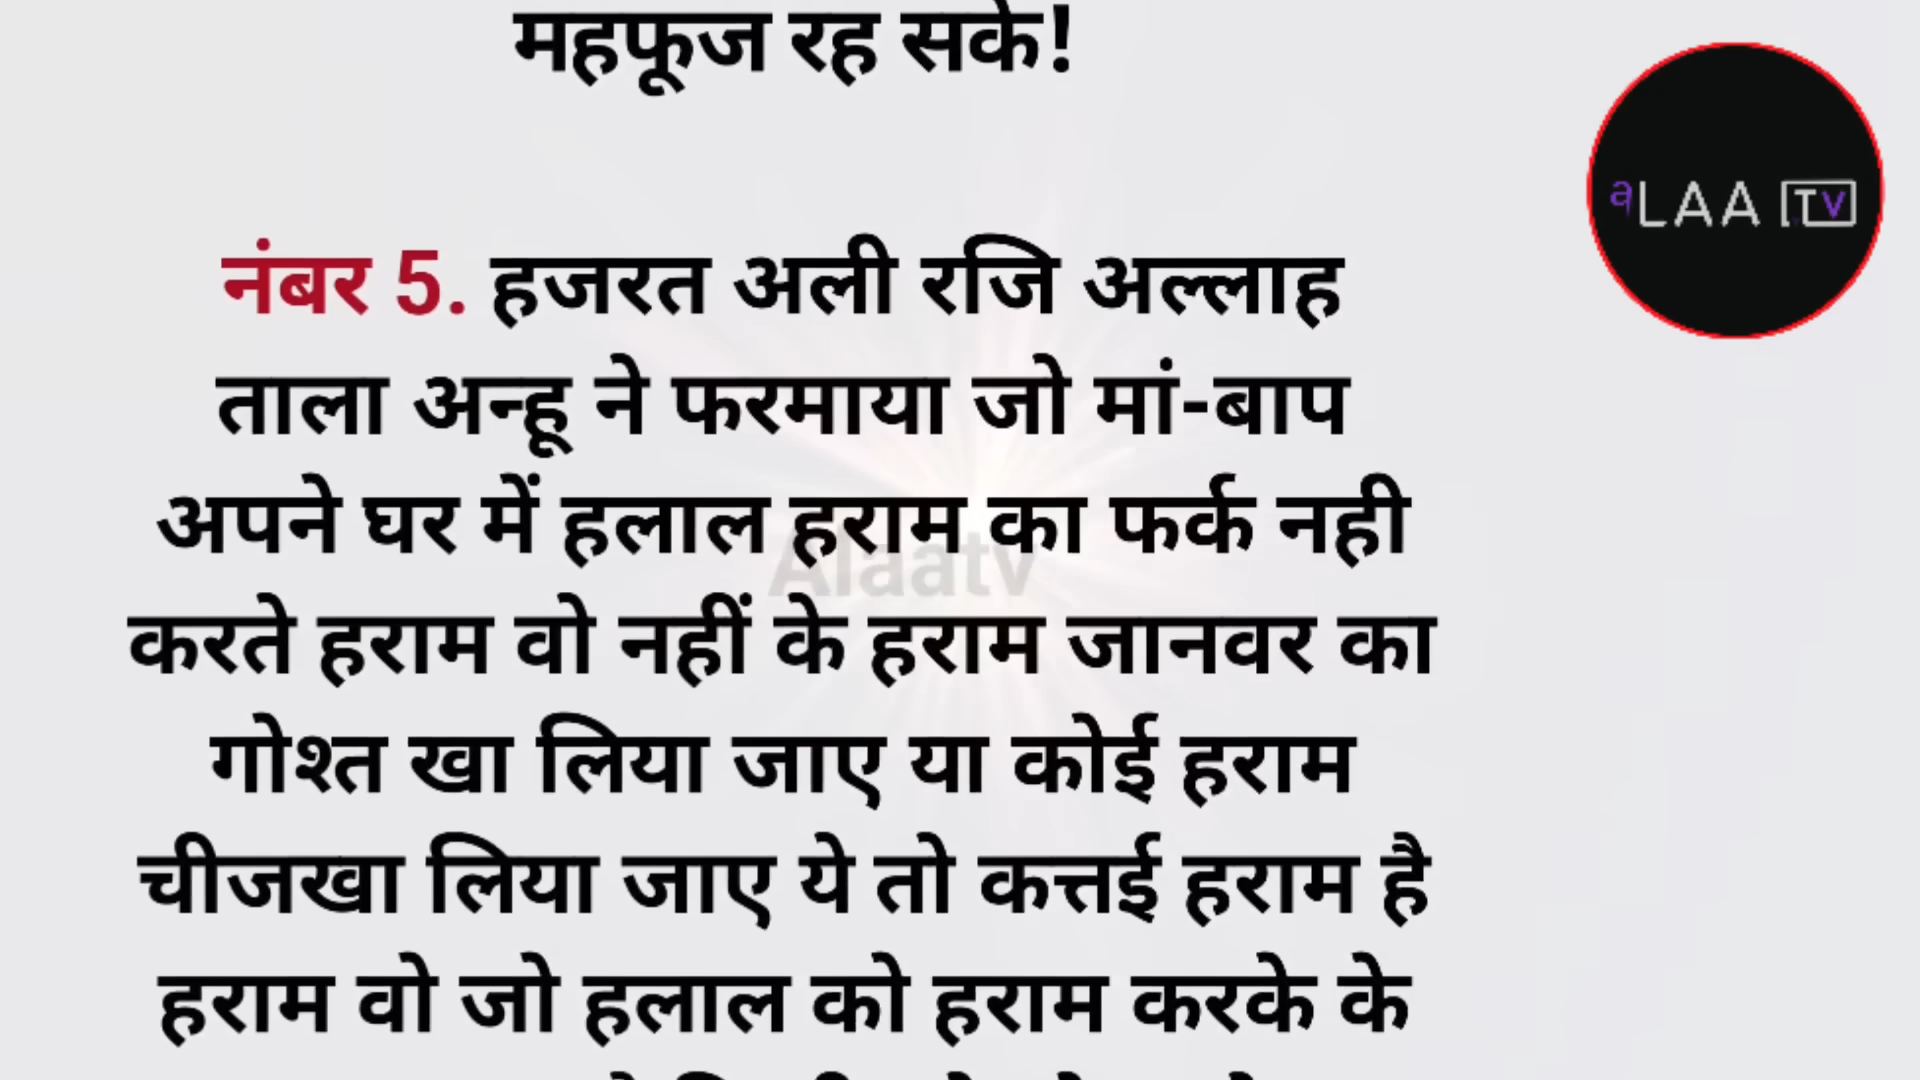 महफूज रह सके!
aLAA TV
नंबर 5. हजरत अली रजि अल्लाह
ताला अन्हू ने फरमाया जो मां-बाप
अपने घर में हलाल हराम का फर्क नही
Alaatv
करते हराम वो नहीं के हराम जानवर का
गोश्त खा लिया जाए या कोई हराम
चीजखा लिया जाए ये तो कत्तई हराम है
हराम वो जो हलाल को हराम करके के